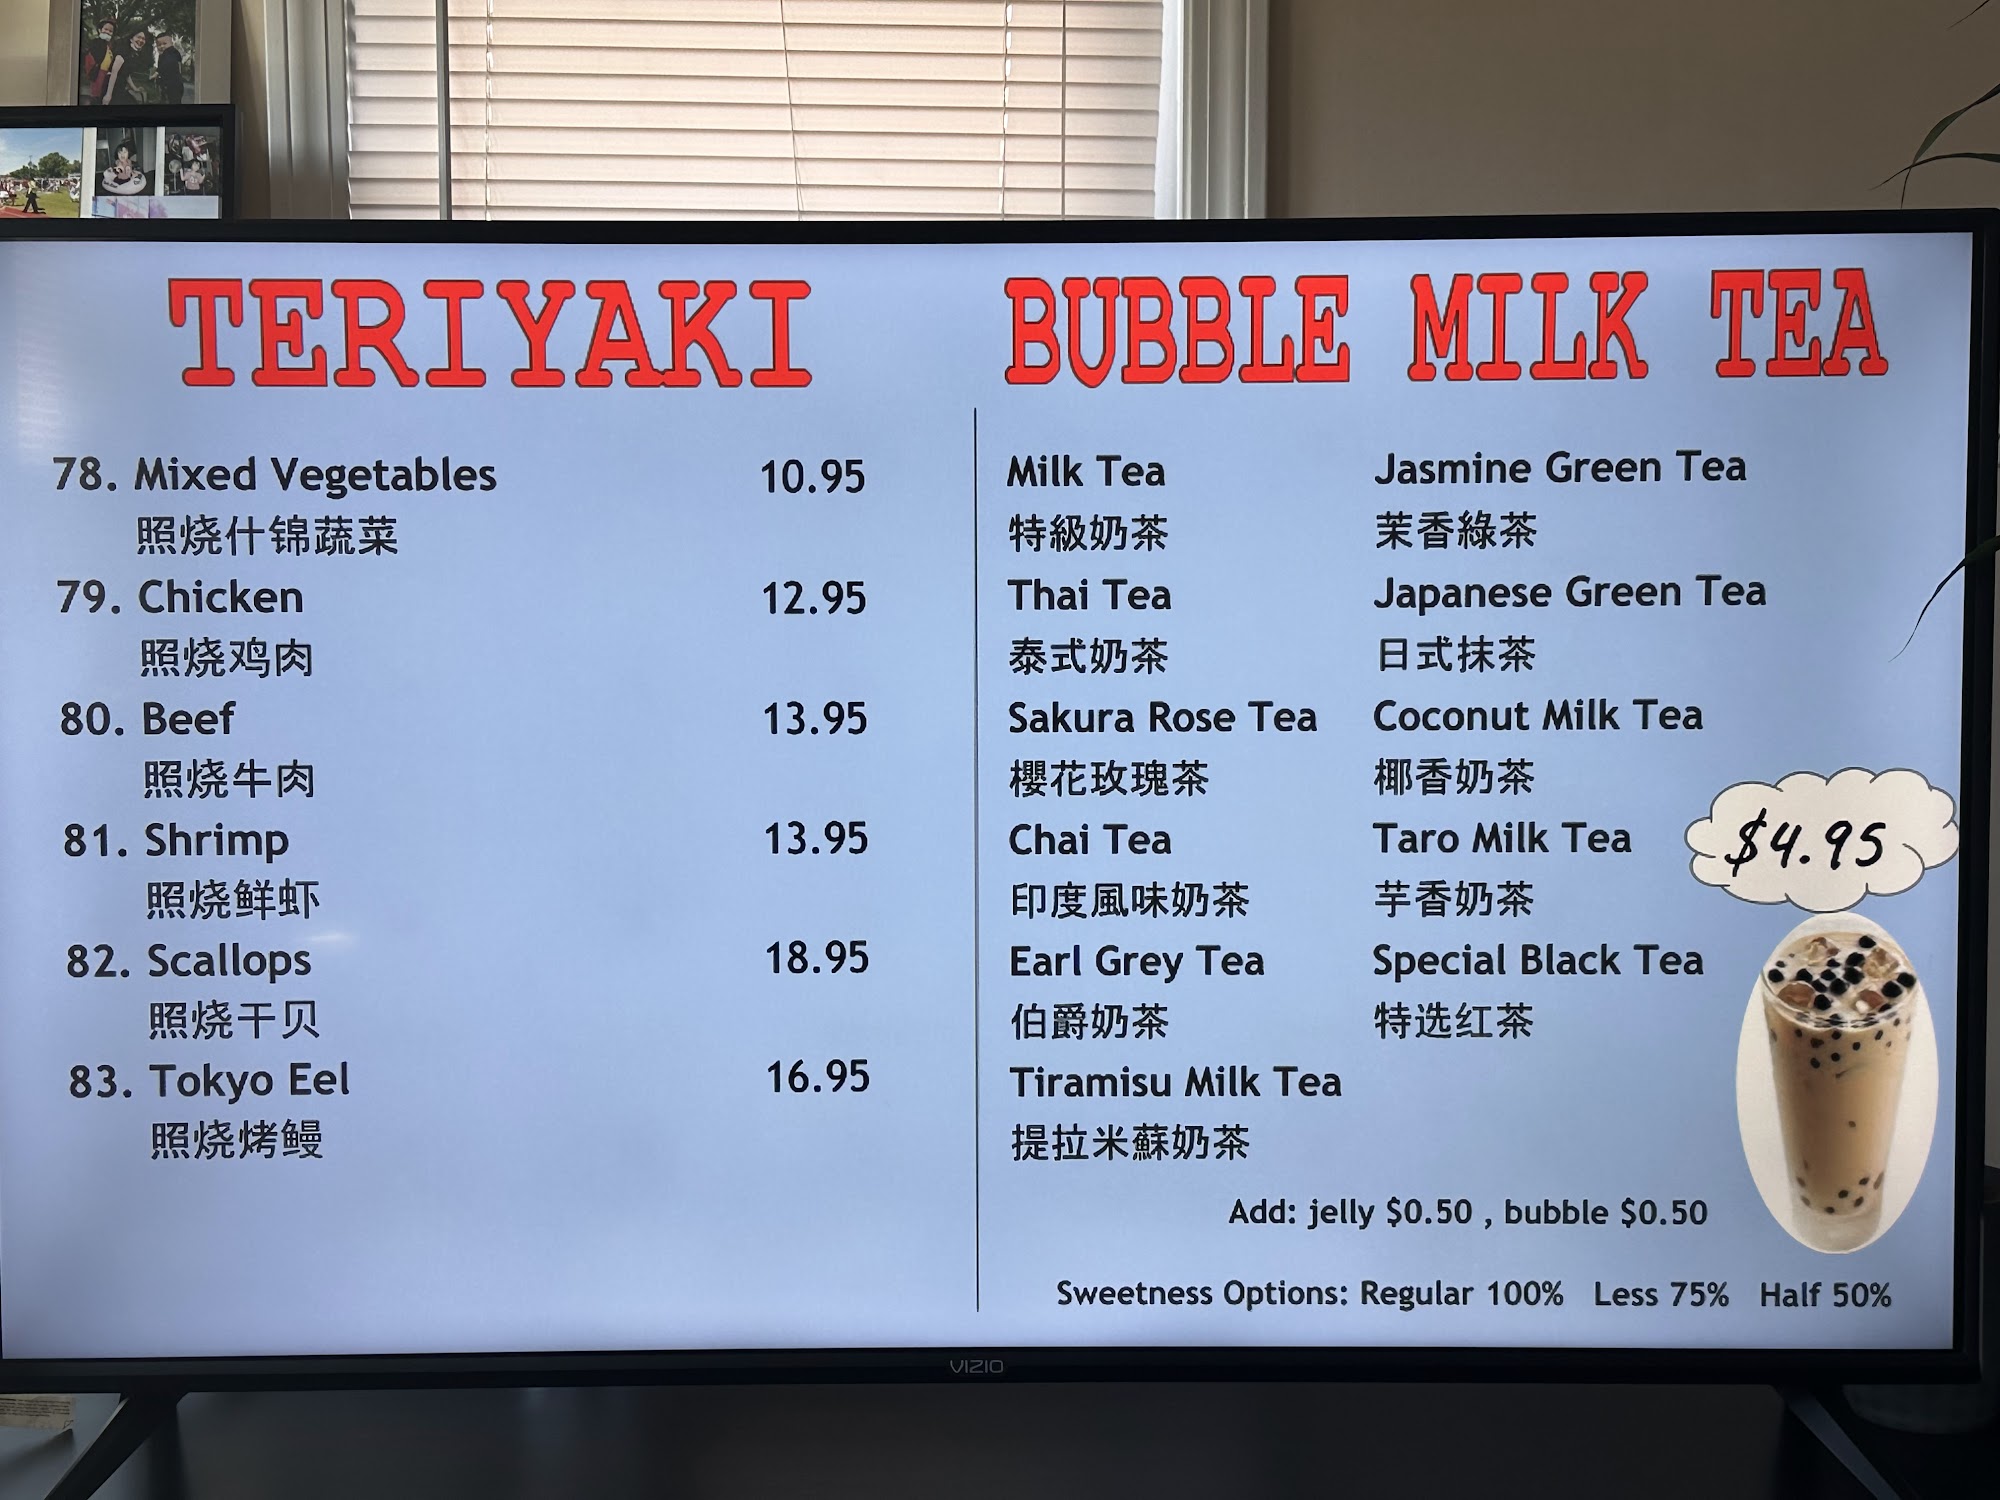 TERIYAKI
78. Mixed Vegetables 10.95
照烧什锦蔬菜
79. Chicken 12.95
照烧鸡肉
80. Beef 13.95
照烧牛肉
81. Shrimp 13.95
照烧鲜虾
82. Scallops 18.95
照烧干贝
83. Tokyo Eel 16.95
照烧烤鳗
BUBBLE MILK TEA
Milk Tea
特級奶茶
Thai Tea
泰式奶茶
Sakura Rose Tea
櫻花玫瑰茶
Chai Tea
印度風味奶茶
Earl Grey Tea
伯爵奶茶
Tiramisu Milk Tea
提拉米蘇奶茶
Jasmine Green Tea
茉香綠茶
Japanese Green Tea
日式抹茶
Coconut Milk Tea
椰香奶茶
Taro Milk Tea
芋香奶茶
Special Black Tea
特选红茶
$4.95
Add: jelly $0.50 , bubble $0.50
Sweetness Options: Regular 100% Less 75% Half 50%
VIZIO